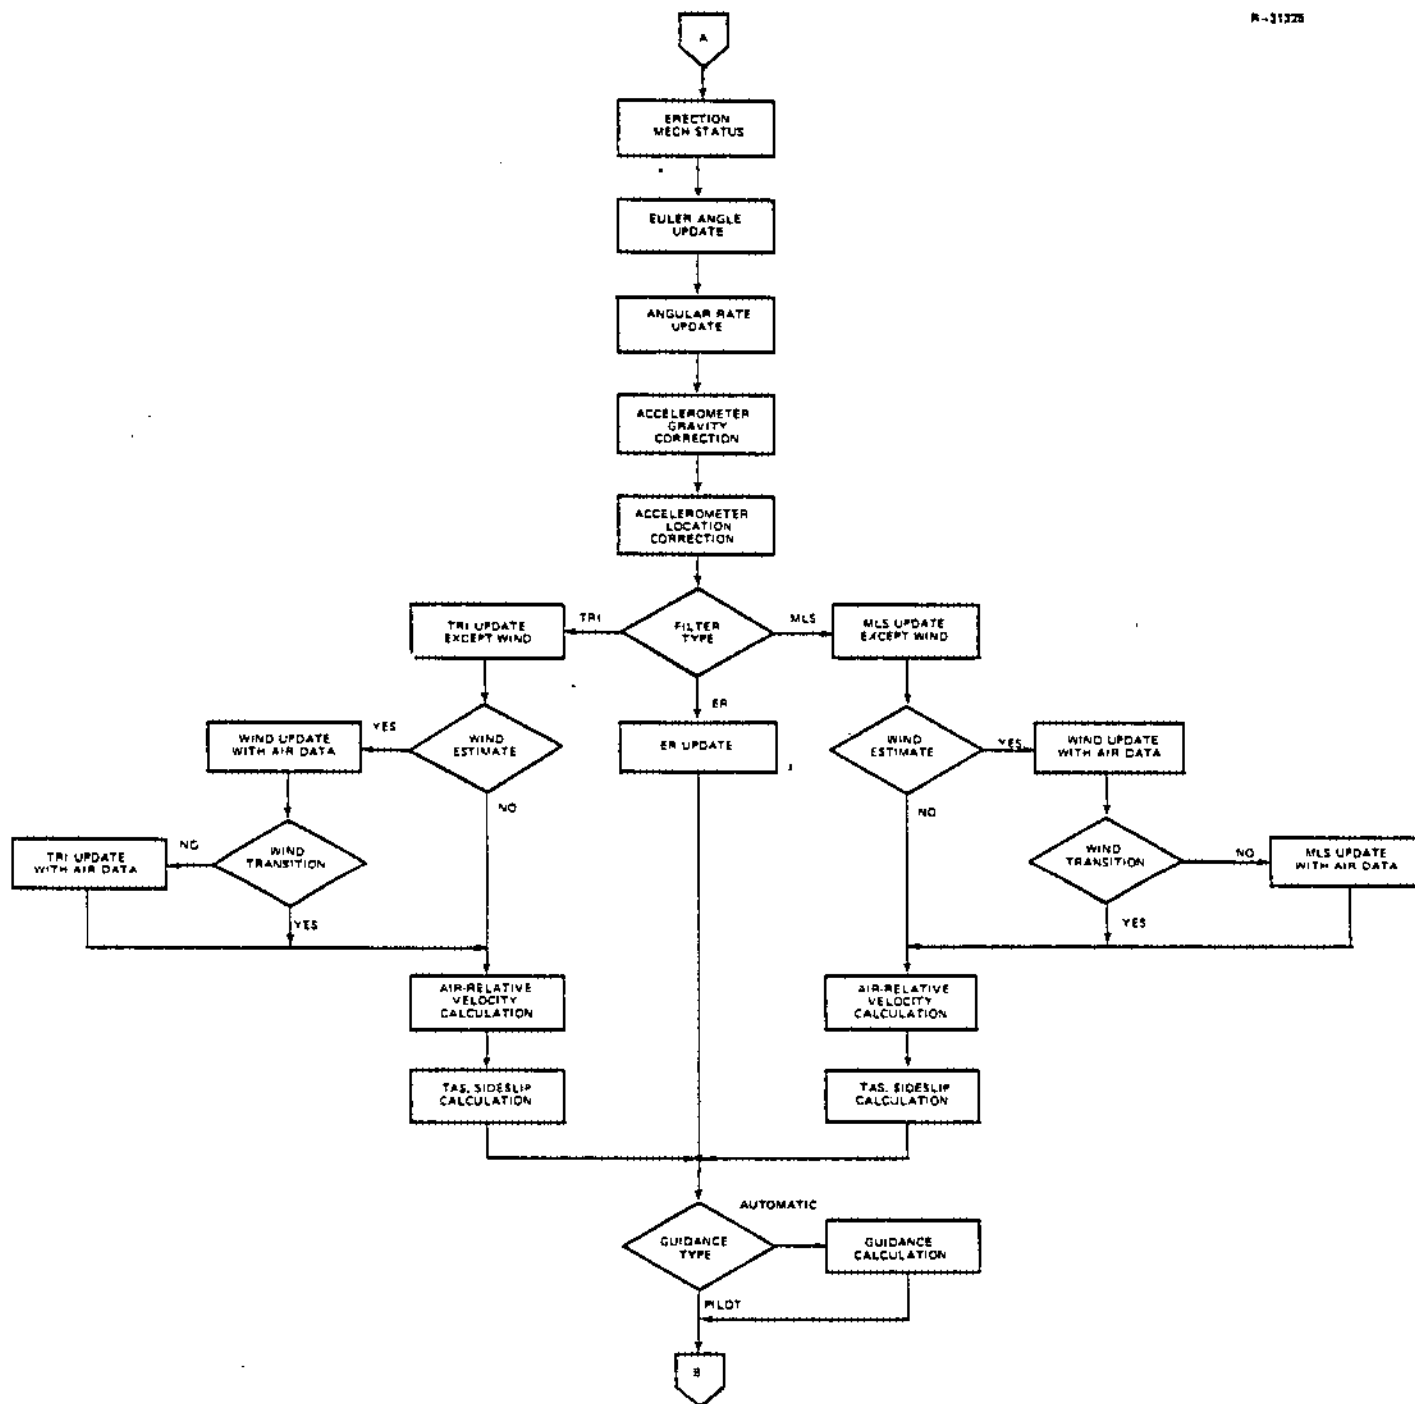 R-31325
A
ERECTION
MECH STATUS
EULER ANGLE
UPDATE
ANGULAR RATE
UPDATE
ACCELEROMETER
GRAVITY
CORRECTION
ACCELEROMETER
LOCATION
CORRECTION
TRI UPDATE
EXCEPT WIND
TRI
FILTER
TYPE
MLS
MLS UPDATE
EXCEPT WIND
ER
WIND UPDATE
WITH AIR DATA
YES
WIND
ESTIMATE
NO
ER UPDATE
WIND
ESTIMATE
YES
NO
WIND UPDATE
WITH AIR DATA
TRI UPDATE
WITH AIR DATA
NO
WIND
TRANSITION
YES
WIND
TRANSITION
NO
YES
MLS UPDATE
WITH AIR DATA
AIR-RELATIVE
VELOCITY
CALCULATION
AIR-RELATIVE
VELOCITY
CALCULATION
TAS, SIDESLIP
CALCULATION
TAS, SIDESLIP
CALCULATION
AUTOMATIC
GUIDANCE
TYPE
GUIDANCE
CALCULATION
PILOT
B